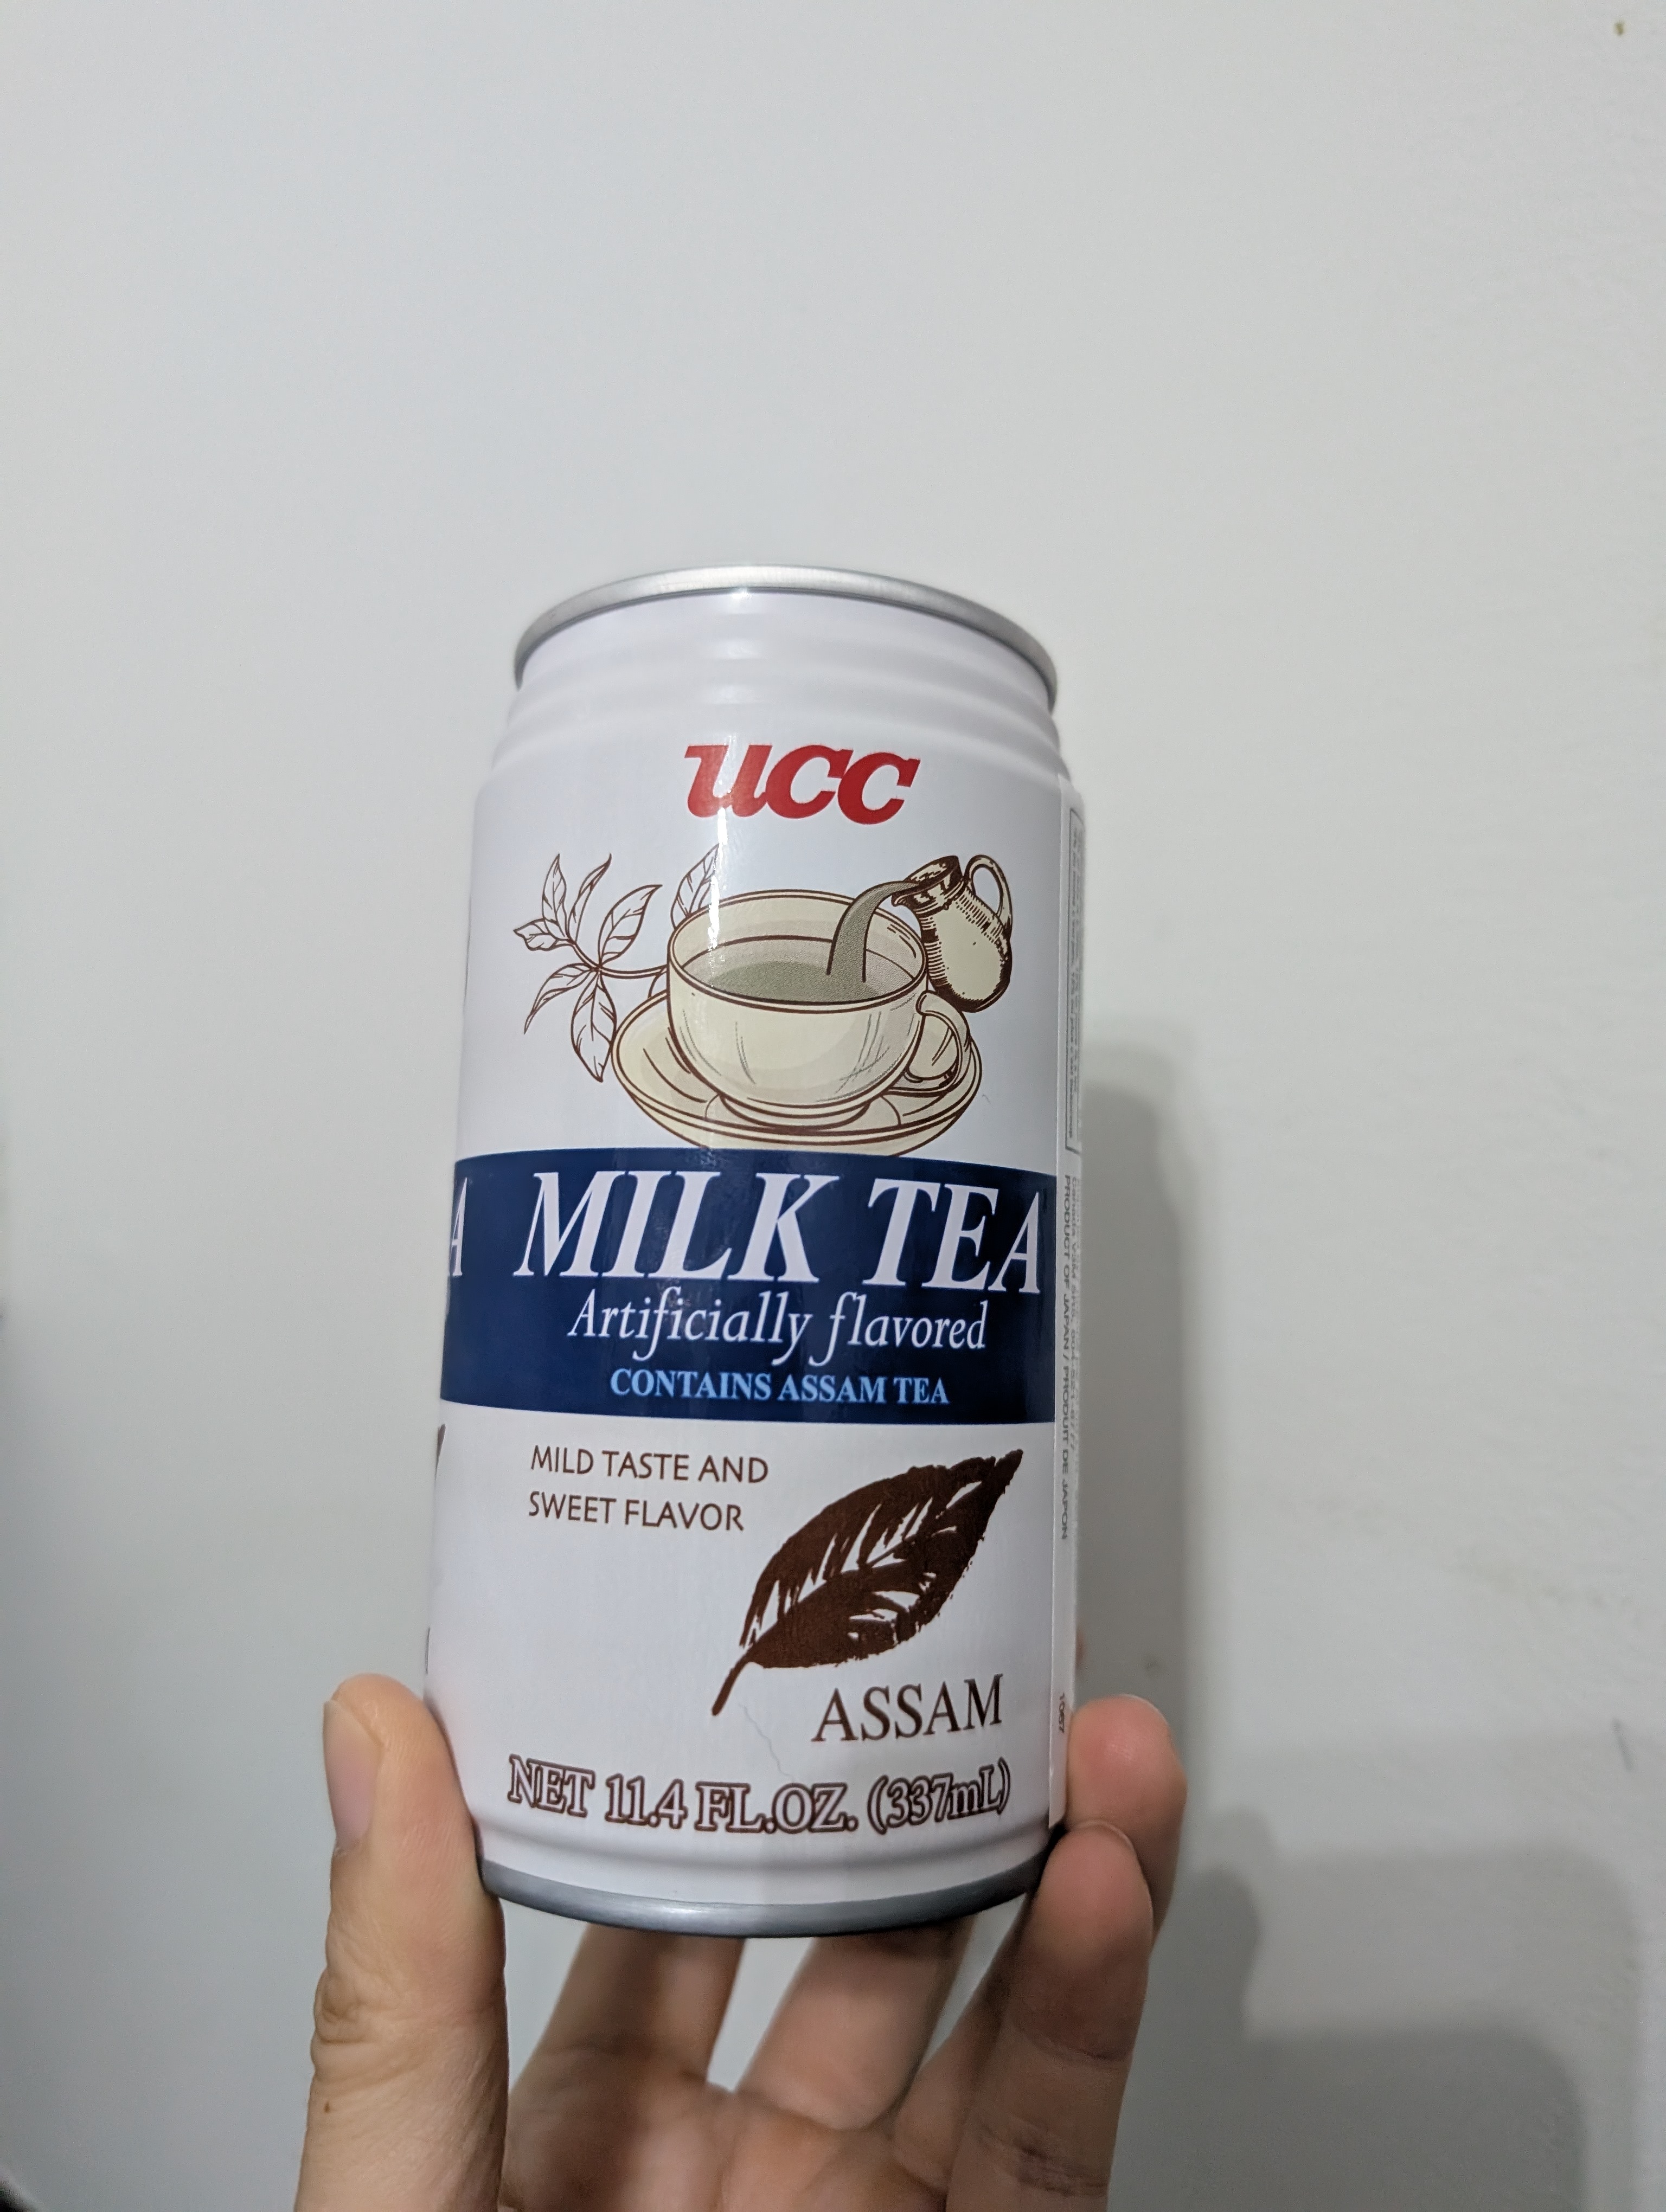 ucc
MILK TEA
Artificially flavored
CONTAINS ASSAM TEA
MILD TASTE AND
SWEET FLAVOR
ASSAM
NET 11.4 FL.OZ. (337mL)
A
PRODUCT OF JAPAN / PRODUIT DE JAPON
1067